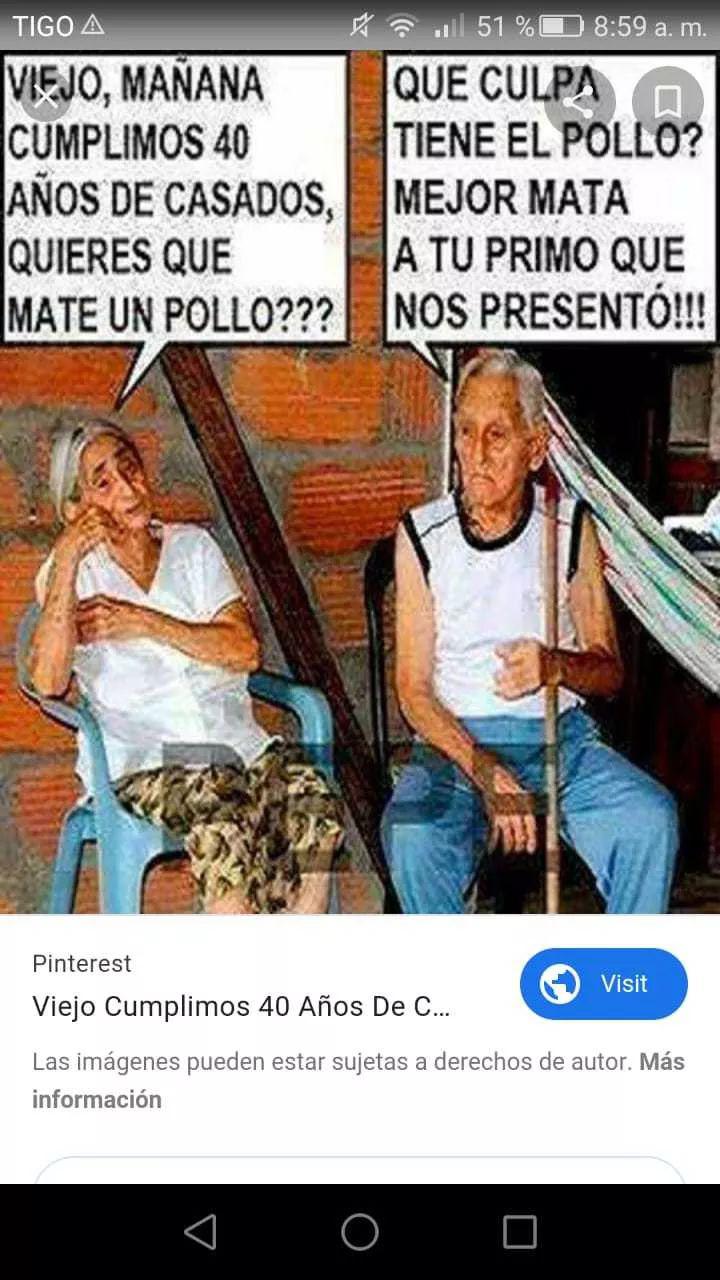 TIGO 51 % 8:59 a. m.
VIEJO, MAÑANA
CUMPLIMOS 40
AÑOS DE CASADOS,
QUIERES QUE
MATE UN POLLO???
QUE CULPA
TIENE EL POLLO?
MEJOR MATA
A TU PRIMO QUE
NOS PRESENTÓ!!!
Pinterest
Viejo Cumplimos 40 Años De C...
Visit
Las imágenes pueden estar sujetas a derechos de autor. Más
información